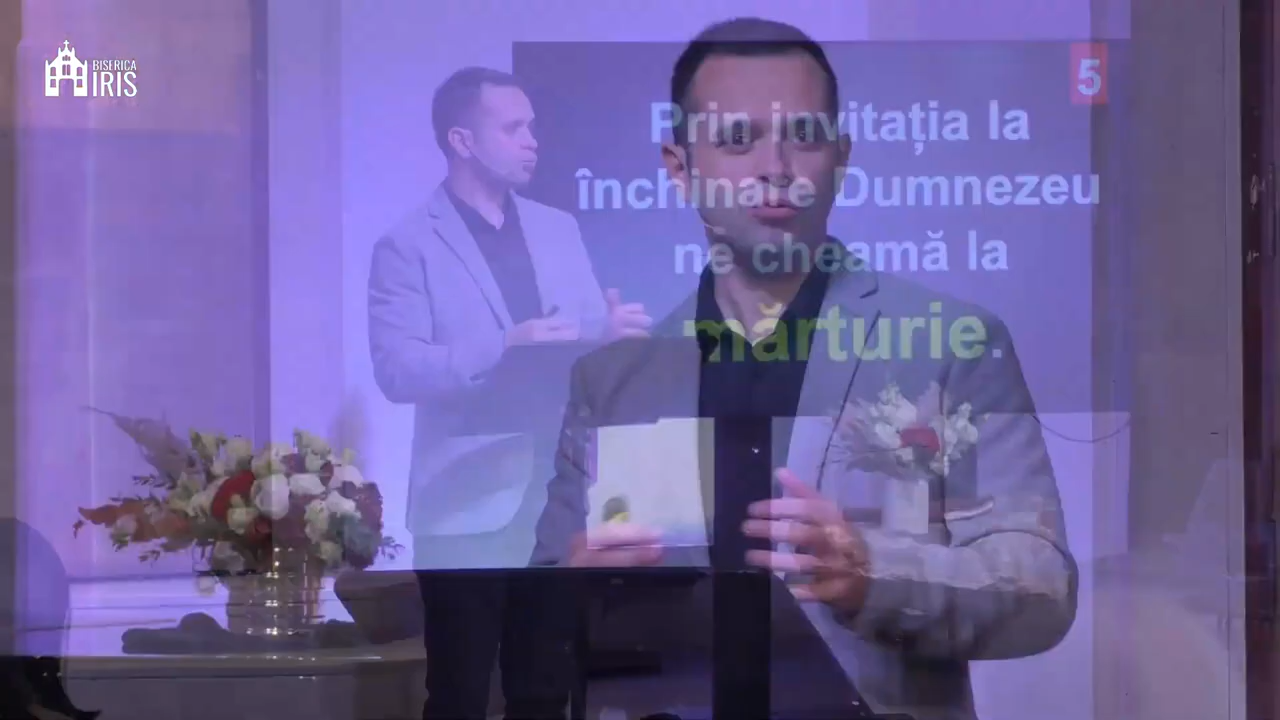 BISERICA
IRIS
5
Prin invitația la
închinare Dumnezeu
ne cheamă la
mărturie.